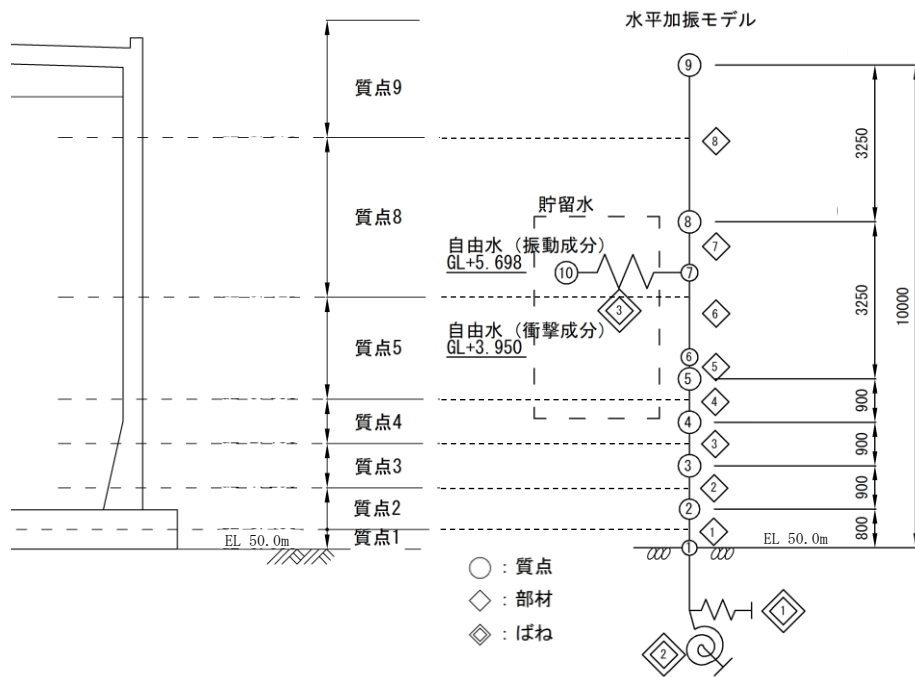 水平加振モデル
質点9
質点8
質点5
質点4
質点3
質点2
質点1
EL 50.0m
貯留水
自由水（振動成分）
GL+5.698
自由水（衝撃成分）
GL+3.950
9
8
10
7
6
5
4
3
2
1
8
7
6
5
4
3
2
1
3
1
2
3250
3250
900
900
900
800
10000
EL 50.0m
：質点
：部材
：ばね